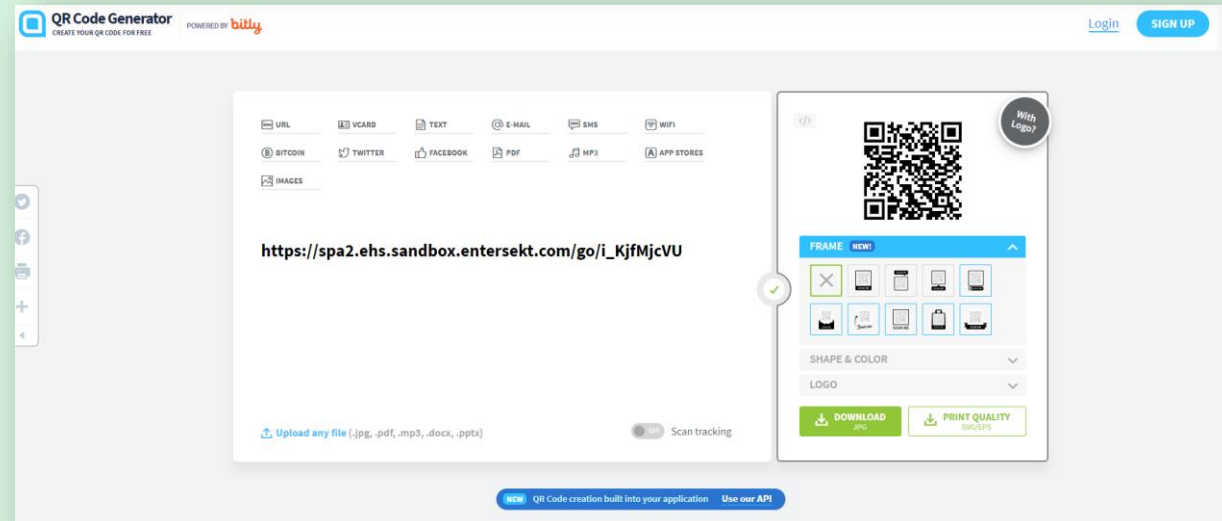 QR Code Generator
CREATE YOUR QR CODE FOR FREE
POWERED BY bitly
Login
SIGN UP
URL VCARD TEXT E-MAIL SMS WIFI
BITCOIN TWITTER FACEBOOK PDF MP3 APP STORES
IMAGES
https://spa2.ehs.sandbox.entersekt.com/go/i_KjfMjcVU
Upload any file (.jpg, .pdf, .mp3, .docx, .pptx)
OFF Scan tracking
With
Logo?
</>
FRAME NEW!
SHAPE & COLOR
LOGO
DOWNLOAD
JPG
PRINT QUALITY
SVG/EPS
NEW QR Code creation built into your application Use our API